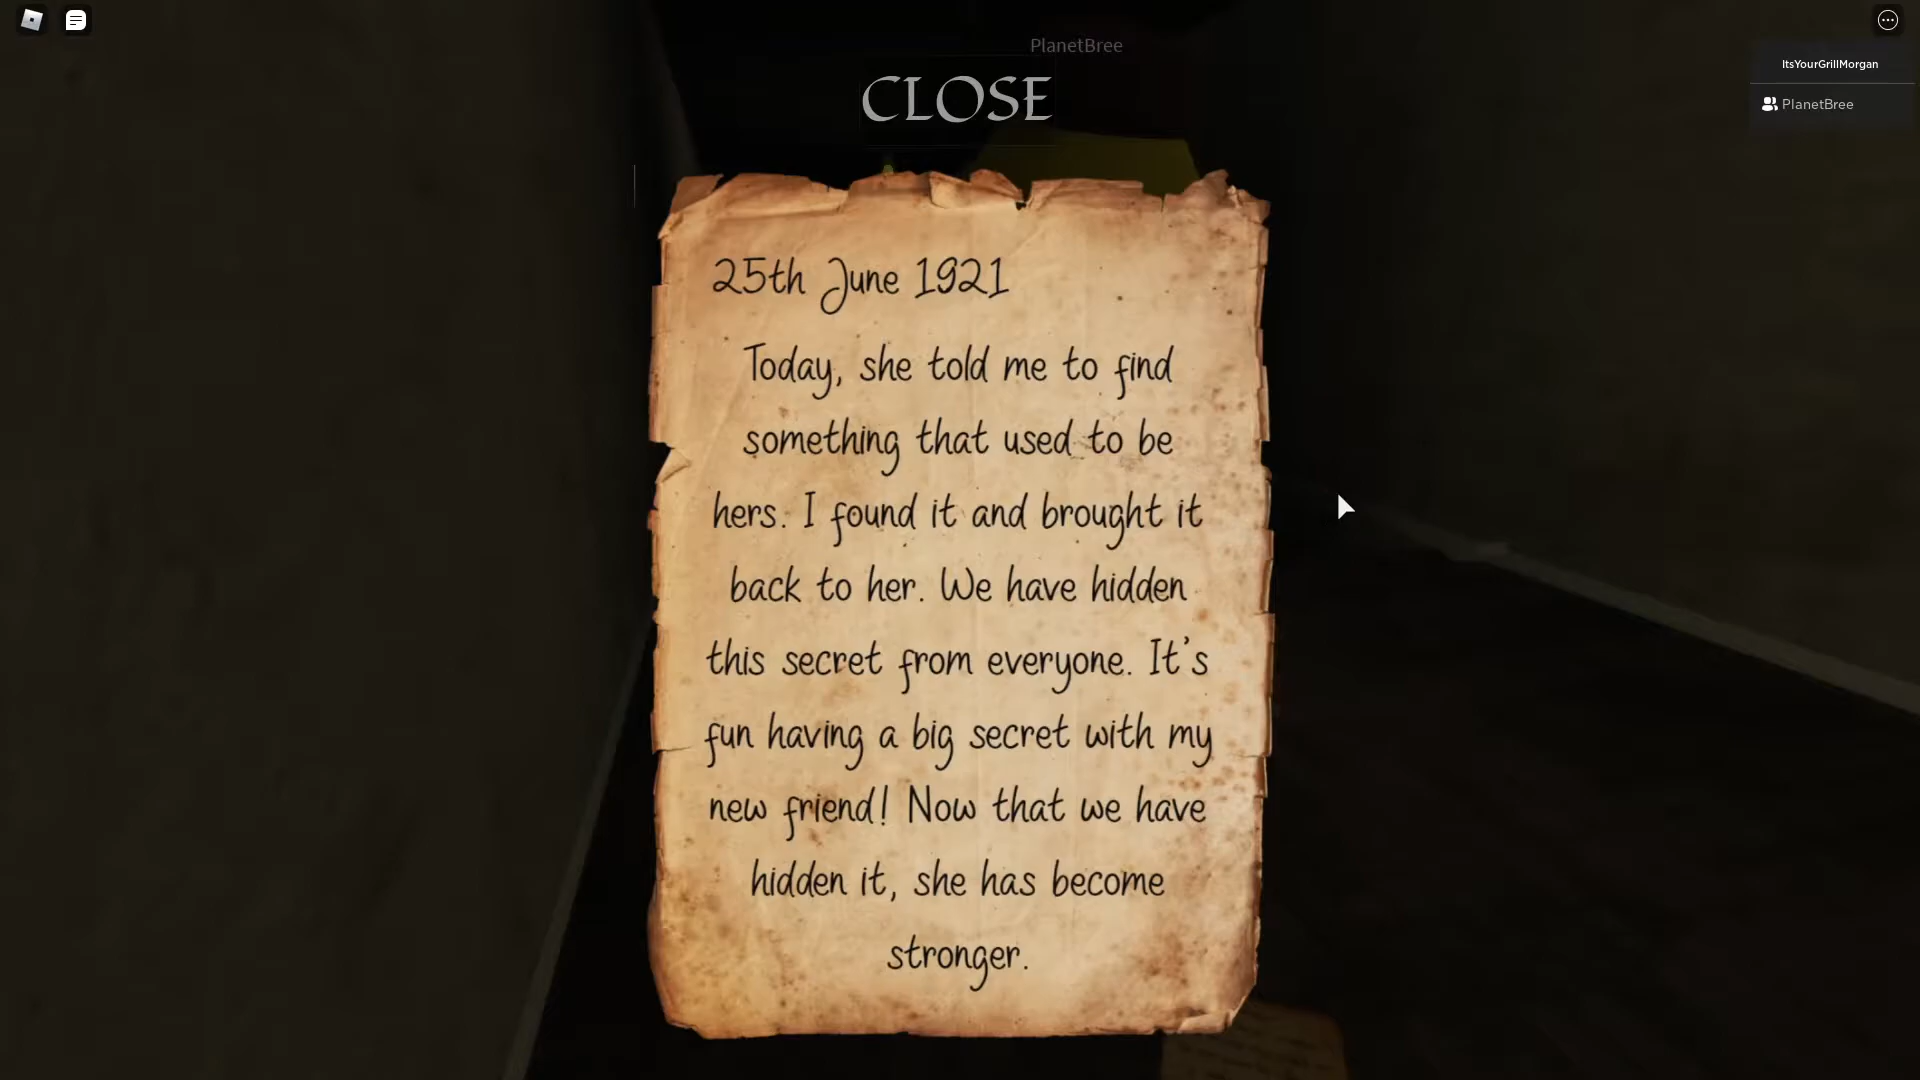 PlanetBree
CLOSE
ItsYourGrillMorgan
PlanetBree
25th June 1921
Today, she told me to find
something that used to be
hers. I found it and brought it
back to her. We have hidden
this secret from everyone. It's
fun having a big secret with my
new friend! Now that we have
hidden it, she has become
stronger.